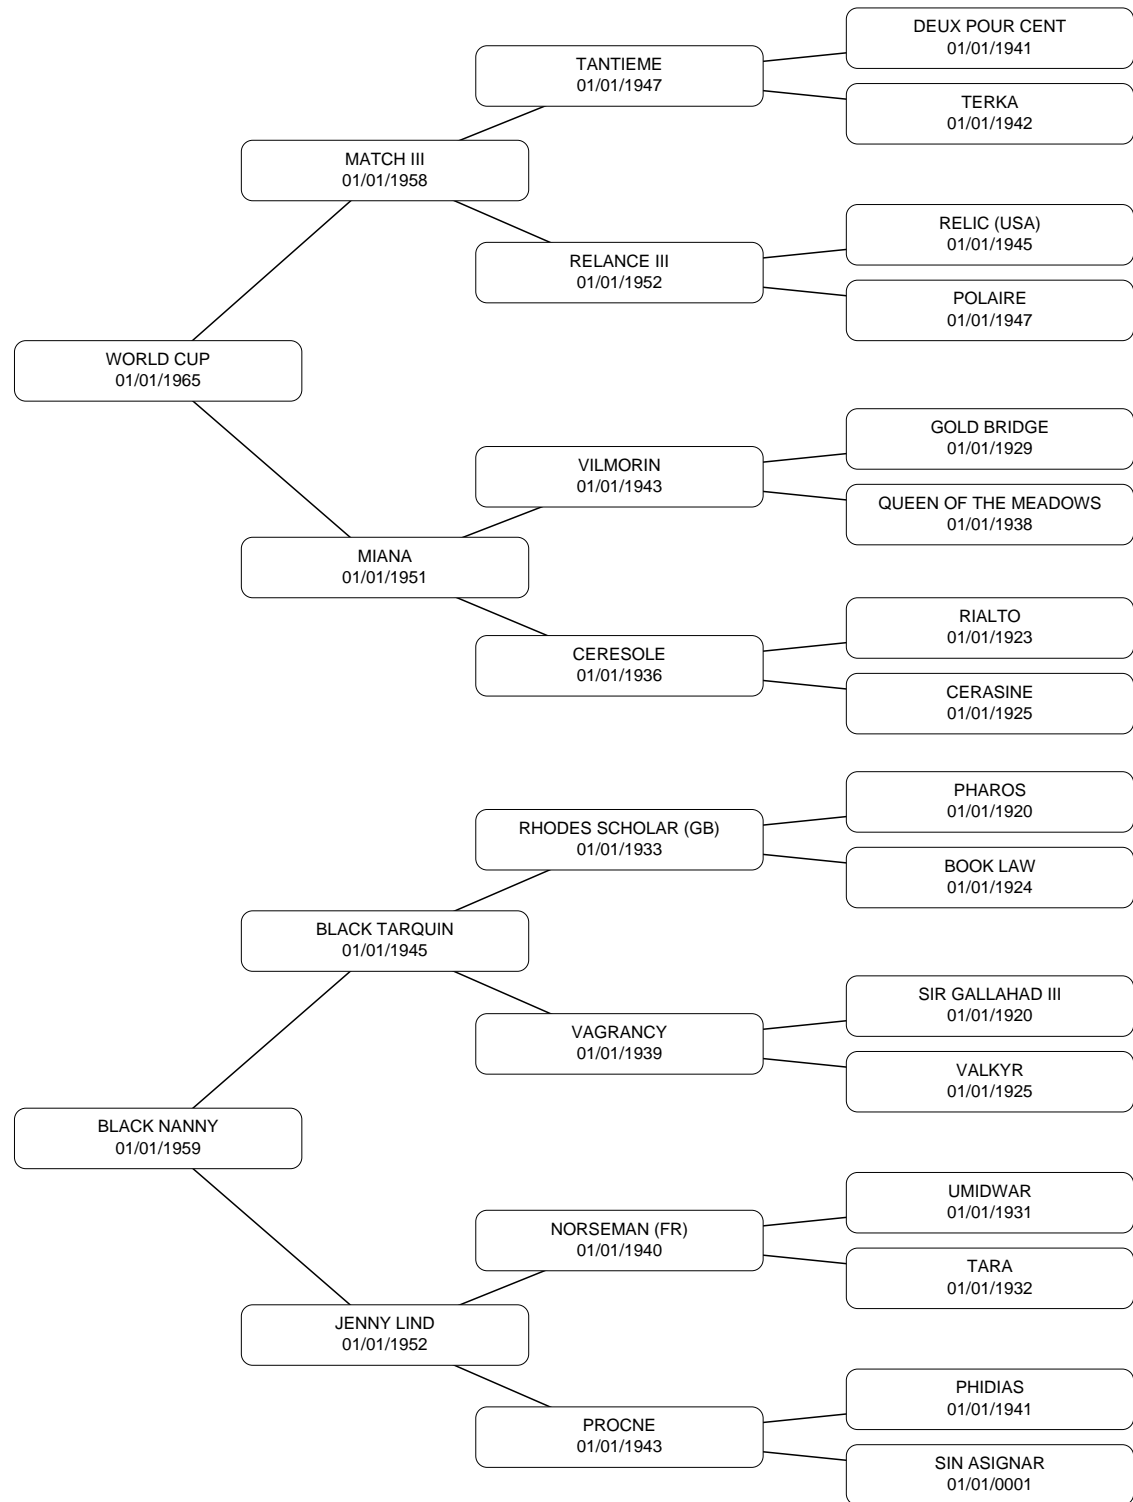 DEUX POUR CENT
01/01/1941
TANTIEME
01/01/1947
TERKA
01/01/1942
MATCH III
01/01/1958
RELIC (USA)
01/01/1945
RELANCE III
01/01/1952
POLAIRE
01/01/1947
WORLD CUP
01/01/1965
GOLD BRIDGE
01/01/1929
VILMORIN
01/01/1943
QUEEN OF THE MEADOWS
01/01/1938
MIANA
01/01/1951
RIALTO
01/01/1923
CERESOLE
01/01/1936
CERASINE
01/01/1925
PHAROS
01/01/1920
RHODES SCHOLAR (GB)
01/01/1933
BOOK LAW
01/01/1924
BLACK TARQUIN
01/01/1945
SIR GALLAHAD III
01/01/1920
VAGRANCY
01/01/1939
VALKYR
01/01/1925
BLACK NANNY
01/01/1959
UMIDWAR
01/01/1931
NORSEMAN (FR)
01/01/1940
TARA
01/01/1932
JENNY LIND
01/01/1952
PHIDIAS
01/01/1941
PROCNE
01/01/1943
SIN ASIGNAR
01/01/0001